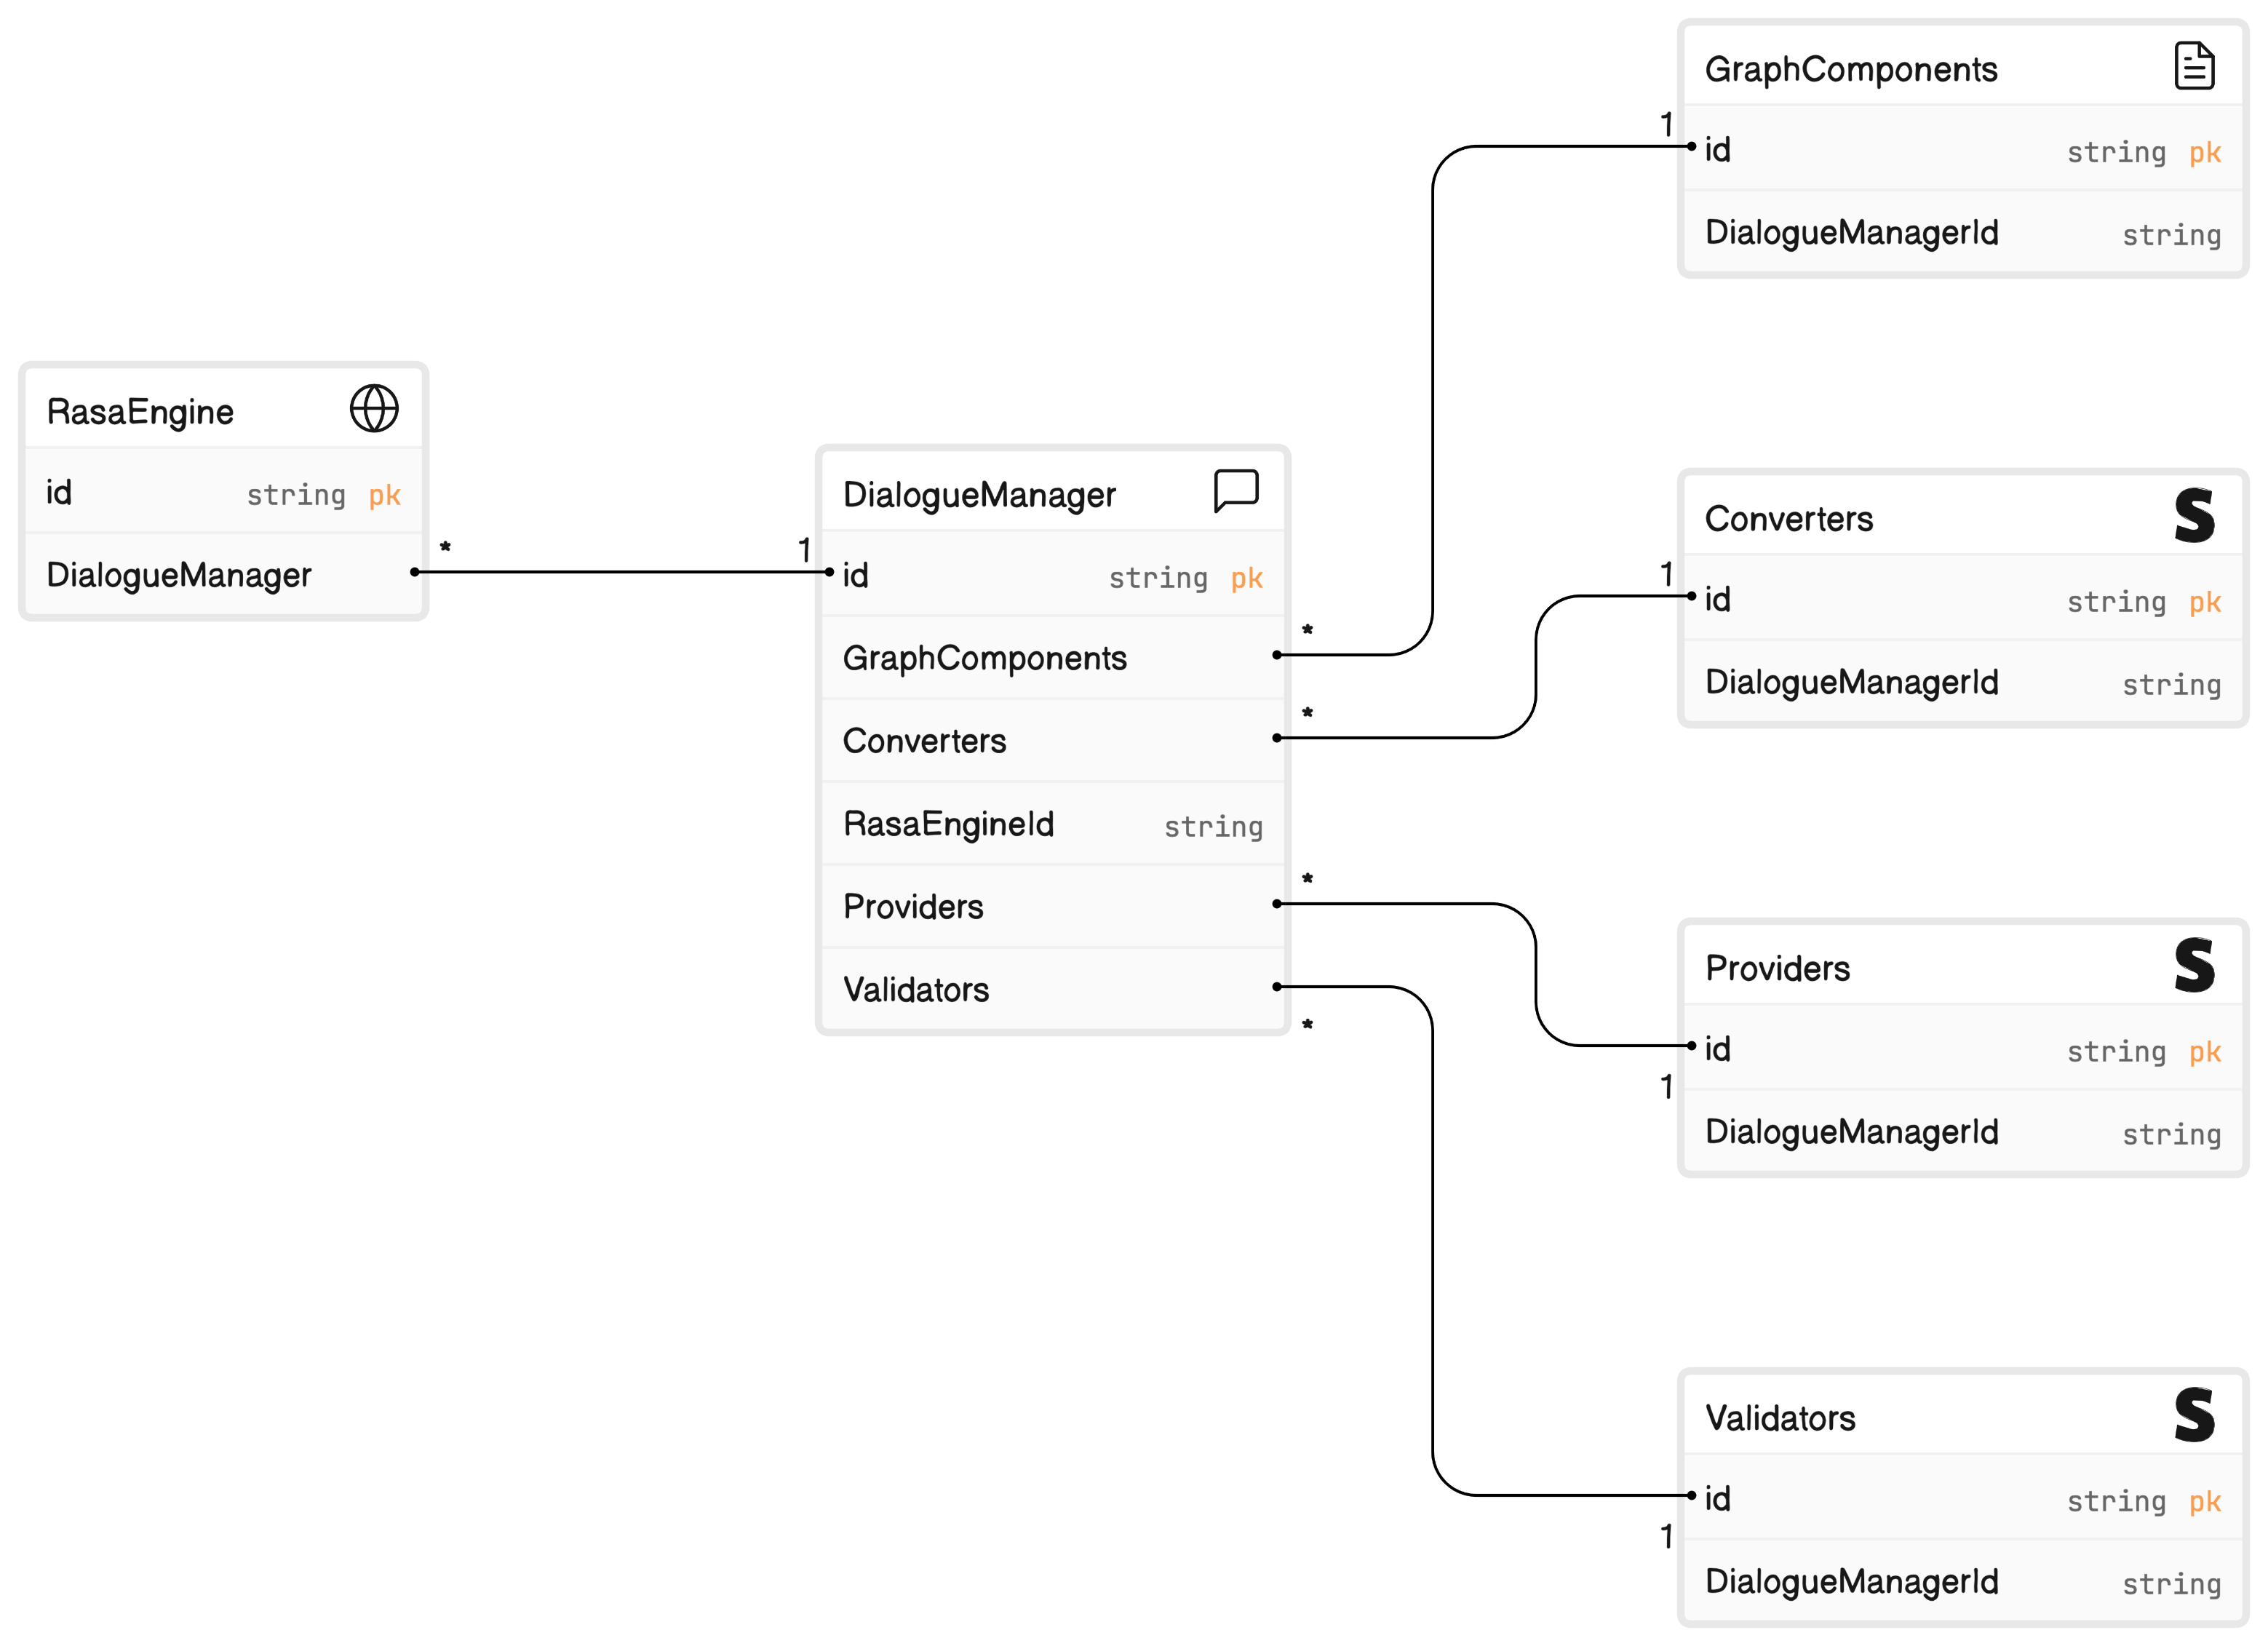 RasaEngine
id string pk
DialogueManager
*
1
DialogueManager
id string pk
GraphComponents
*
Converters
*
RasaEngineId string
Providers
*
Validators
*
GraphComponents
1
id string pk
DialogueManagerId string
Converters
1
id string pk
DialogueManagerId string
Providers
id string pk
1
DialogueManagerId string
Validators
id string pk
1
DialogueManagerId string